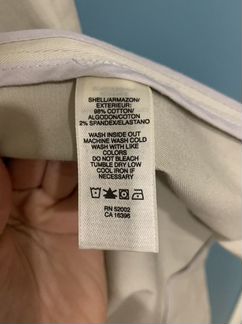 SHELL/ARMAZON/
EXTERIEUR:
98% COTTON/
ALGODON/COTON
2% SPANDEX/ELASTANO
WASH INSIDE OUT
MACHINE WASH COLD
WASH WITH LIKE
COLORS
DO NOT BLEACH
TUMBLE DRY LOW
COOL IRON IF
NECESSARY
RN 52002
CA 16396